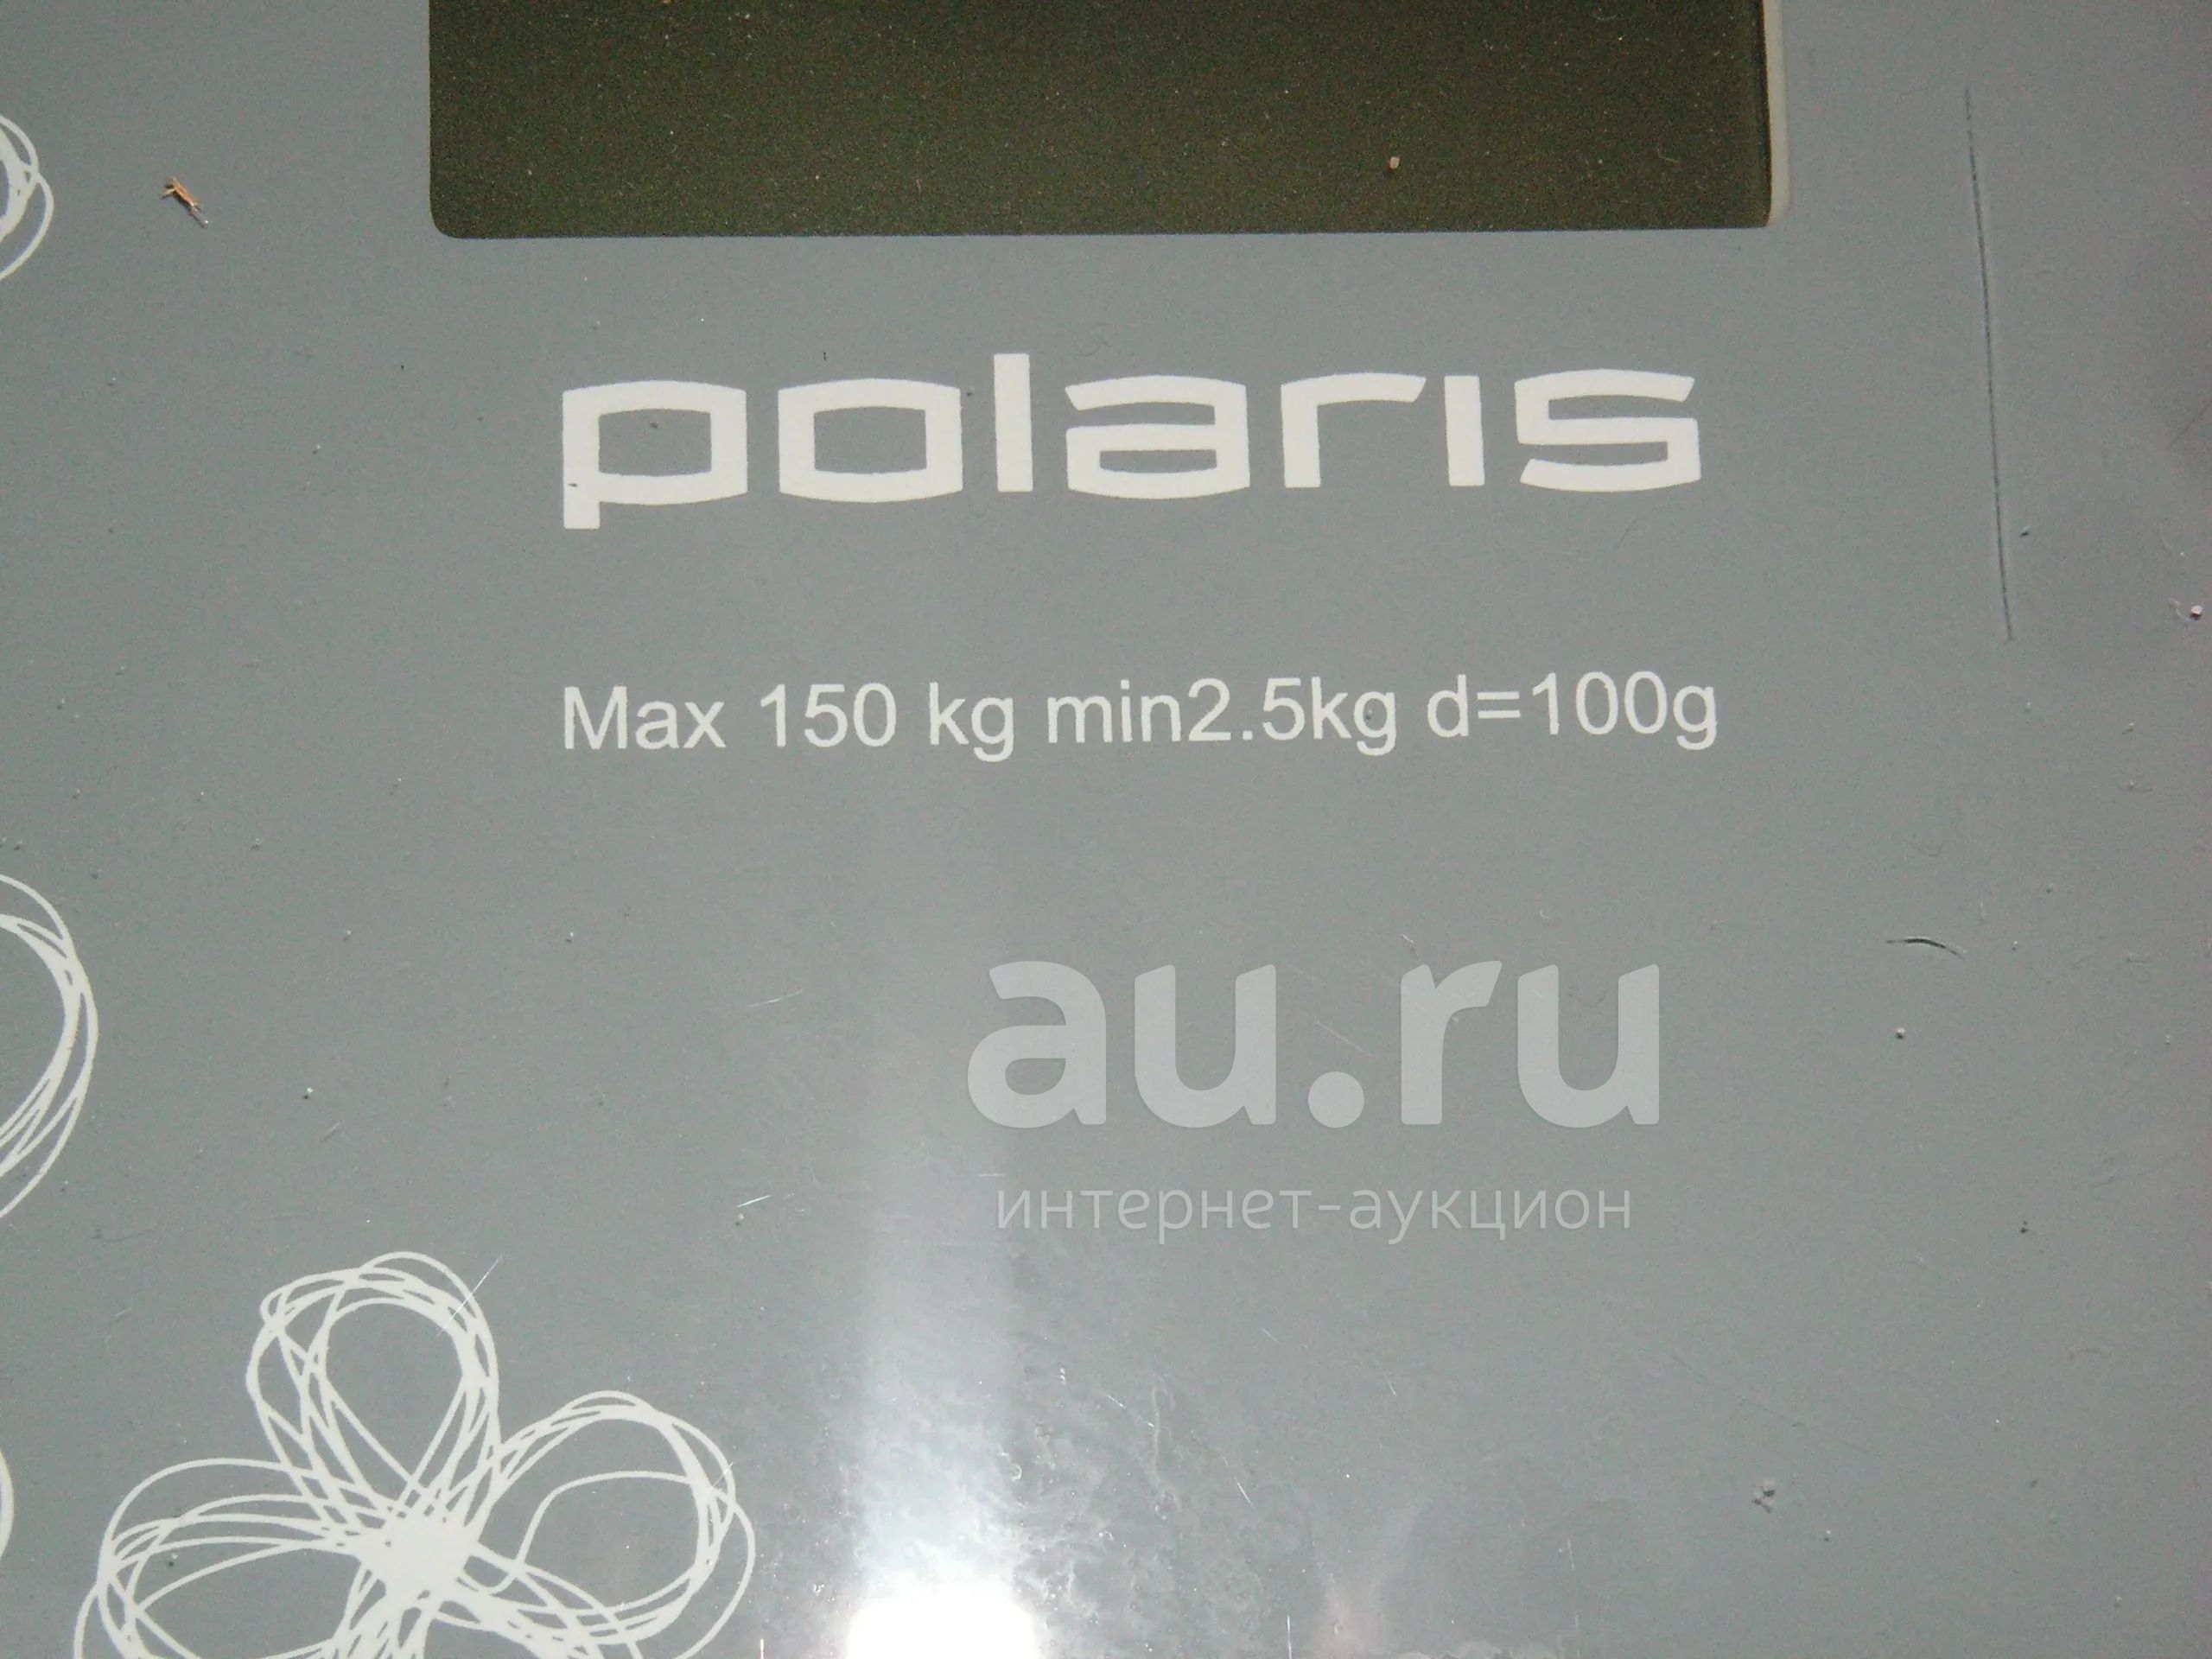 polaris
Max 150 kg min2.5kg d=100g
au.ru
интернет-аукцион